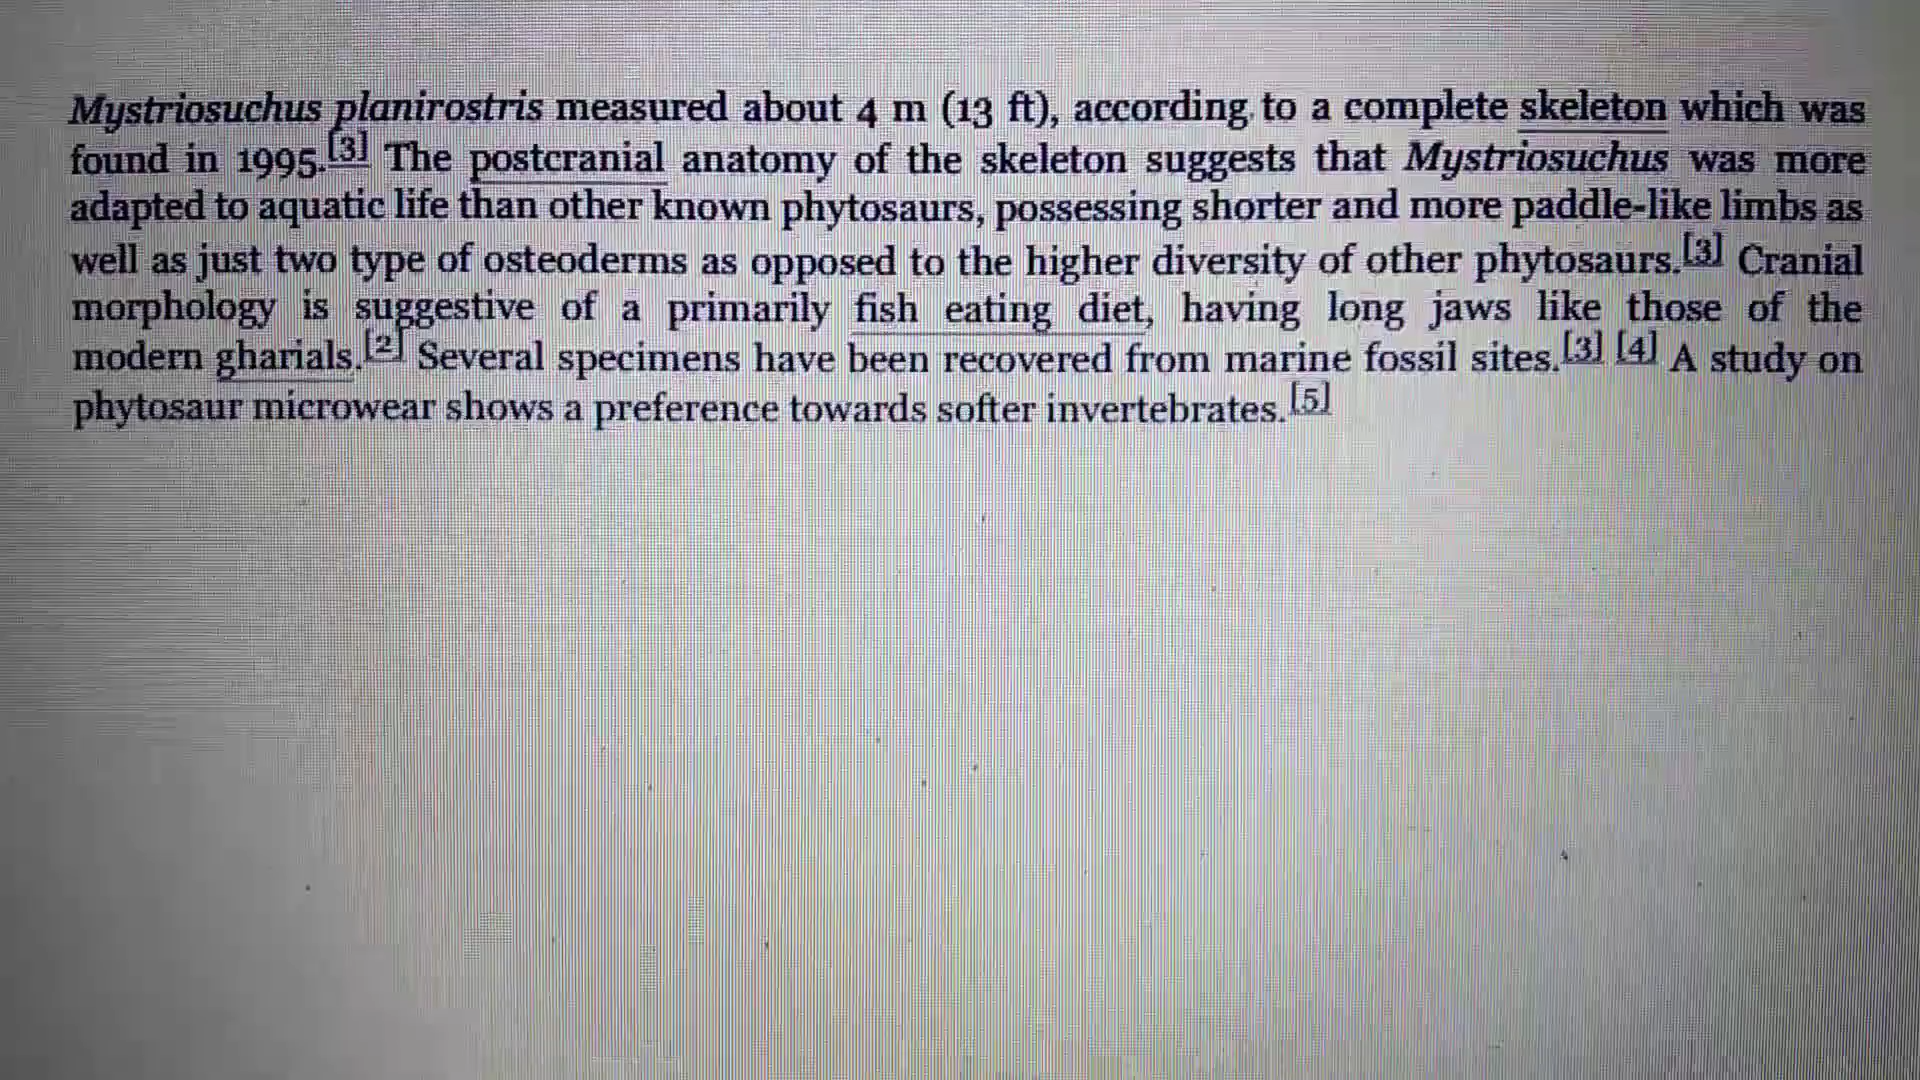 Mystriosuchus planirostris measured about 4 m (13 ft), according to a complete skeleton which was
found in 1995.[3] The postcranial anatomy of the skeleton suggests that Mystriosuchus was more
adapted to aquatic life than other known phytosaurs, possessing shorter and more paddle-like limbs as
well as just two type of osteoderms as opposed to the higher diversity of other phytosaurs.[3] Cranial
morphology is suggestive of a primarily fish eating diet, having long jaws like those of the
modern gharials.[2] Several specimens have been recovered from marine fossil sites.[3] [4] A study on
phytosaur microwear shows a preference towards softer invertebrates.[5]